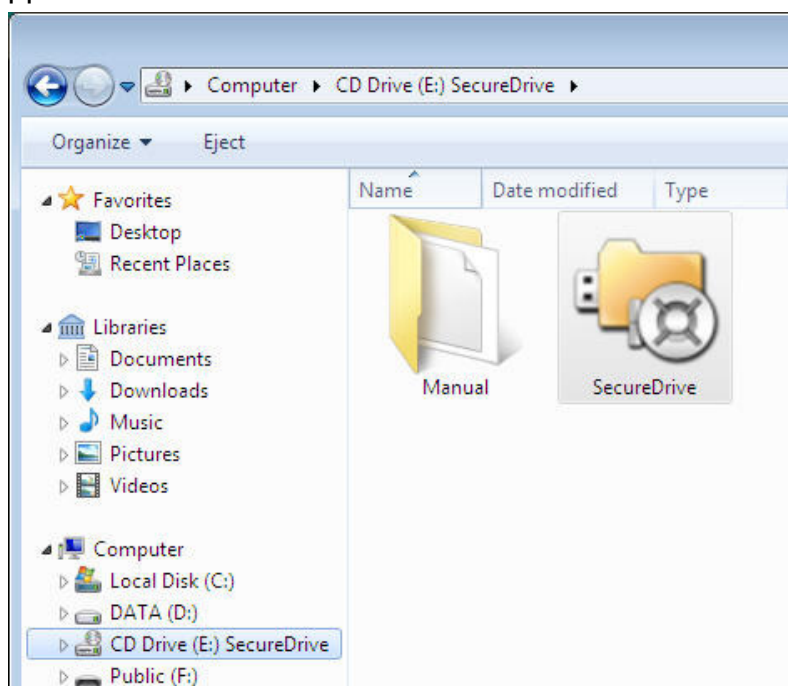 Computer ▸ CD Drive (E:) SecureDrive ▸
Organize ▾ Eject
Name Date modified Type
Favorites
Desktop
Recent Places
Libraries
Documents
Downloads
Music
Pictures
Videos
Manual SecureDrive
Computer
Local Disk (C:)
DATA (D:)
CD Drive (E:) SecureDrive
Public (F:)